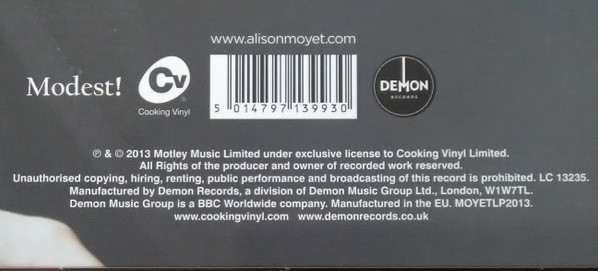 www.alisonmoyet.com
Modest!
Cv
Cooking Vinyl
5 014797 139930
DEMON
RECORDS
℗ & © 2013 Motley Music Limited under exclusive license to Cooking Vinyl Limited.
All Rights of the producer and owner of recorded work reserved.
Unauthorised copying, hiring, renting, public performance and broadcasting of this record is prohibited. LC 13235.
Manufactured by Demon Records, a division of Demon Music Group Ltd., London, W1W7TL.
Demon Music Group is a BBC Worldwide company. Manufactured in the EU. MOYETLP2013.
www.cookingvinyl.com www.demonrecords.co.uk